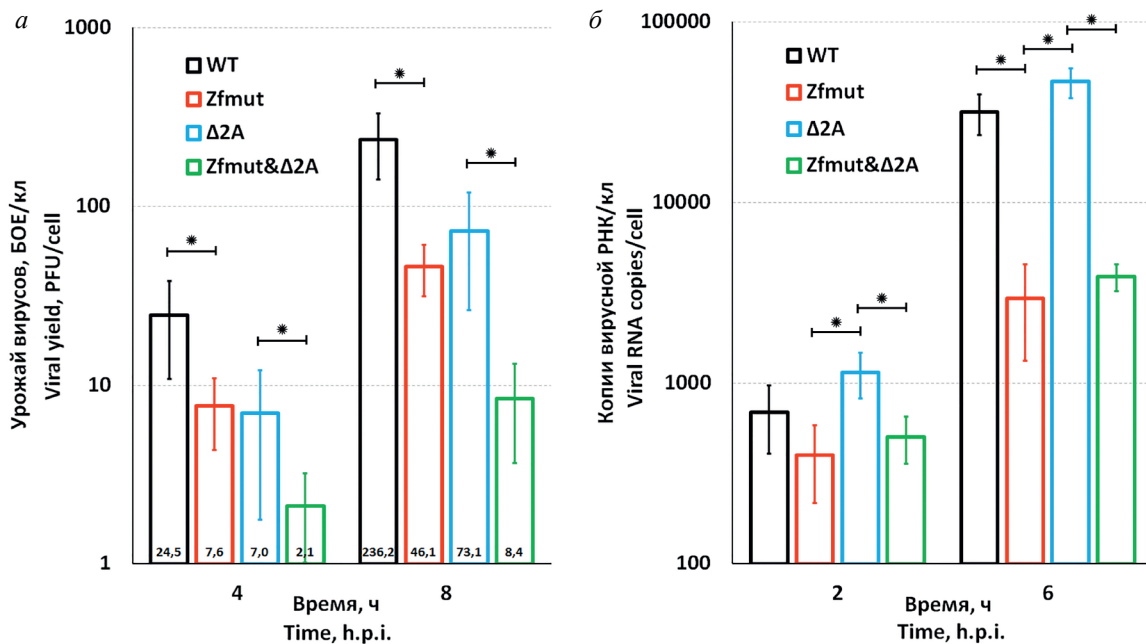 а
Урожай вирусов, БОЕ/кл
Viral yield, PFU/cell
1000
100
10
1
WT
Zfmut
Δ2A
Zfmut&Δ2A
*
*
*
*
24,5
7,6
7,0
2,1
236,2
46,1
73,1
8,4
4
8
Время, ч
Time, h.p.i.
б
Копии вирусной РНК/кл
Viral RNA copies/cell
100000
10000
1000
100
WT
Zfmut
Δ2A
Zfmut&Δ2A
*
*
*
*
*
2
6
Время, ч
Time, h.p.i.